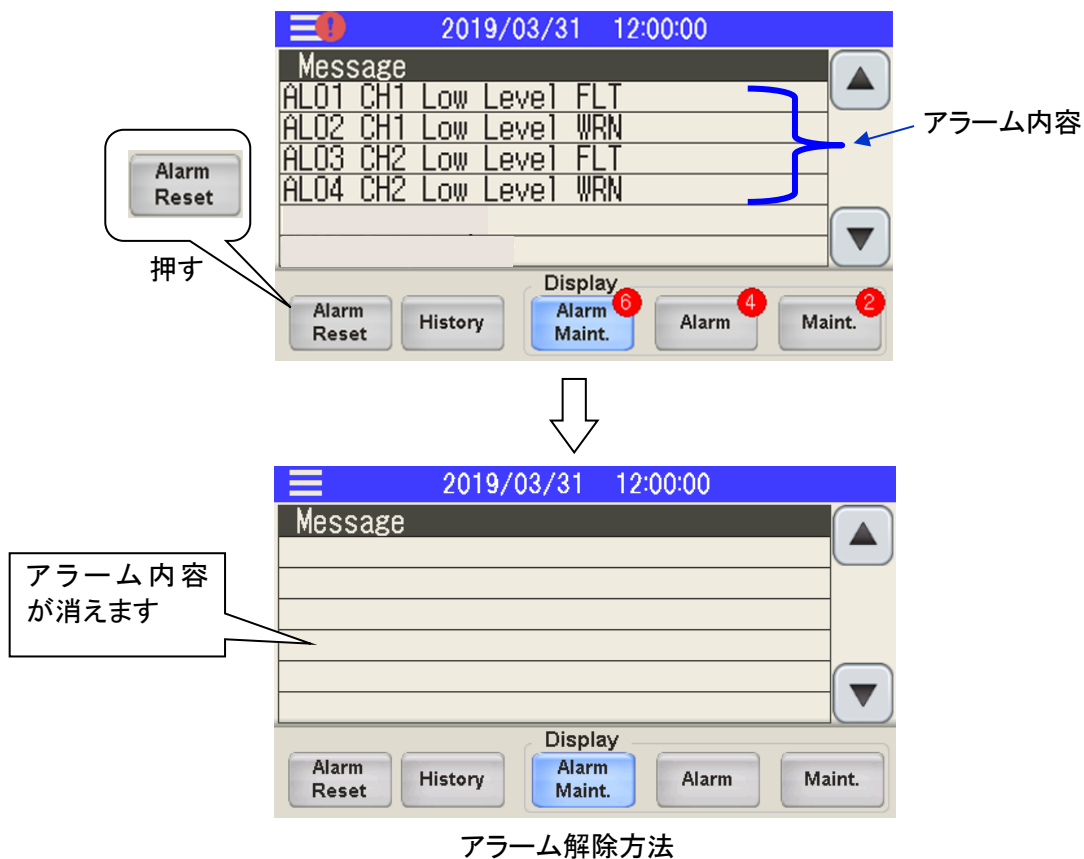 2019/03/31 12:00:00
Message
AL01 CH1 Low Level FLT
AL02 CH1 Low Level WRN
AL03 CH2 Low Level FLT
AL04 CH2 Low Level WRN
アラーム内容
Alarm
Reset
押す
Display
Alarm
Reset
History
Alarm
Maint.
6
Alarm
4
Maint.
2
2019/03/31 12:00:00
Message
アラーム内容
が消えます
Display
Alarm
Reset
History
Alarm
Maint.
Alarm
Maint.
アラーム解除方法